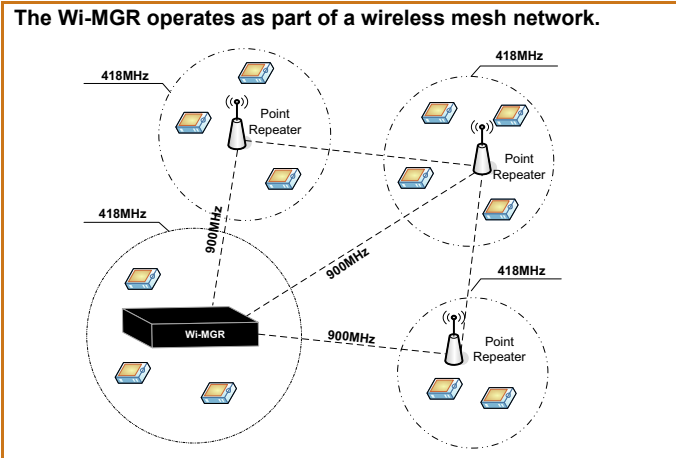 The Wi-MGR operates as part of a wireless mesh network.
418MHz
418MHz
Point
Repeater
Point
Repeater
418MHz
900MHz
900MHz
418MHz
Wi-MGR
900MHz
Point
Repeater